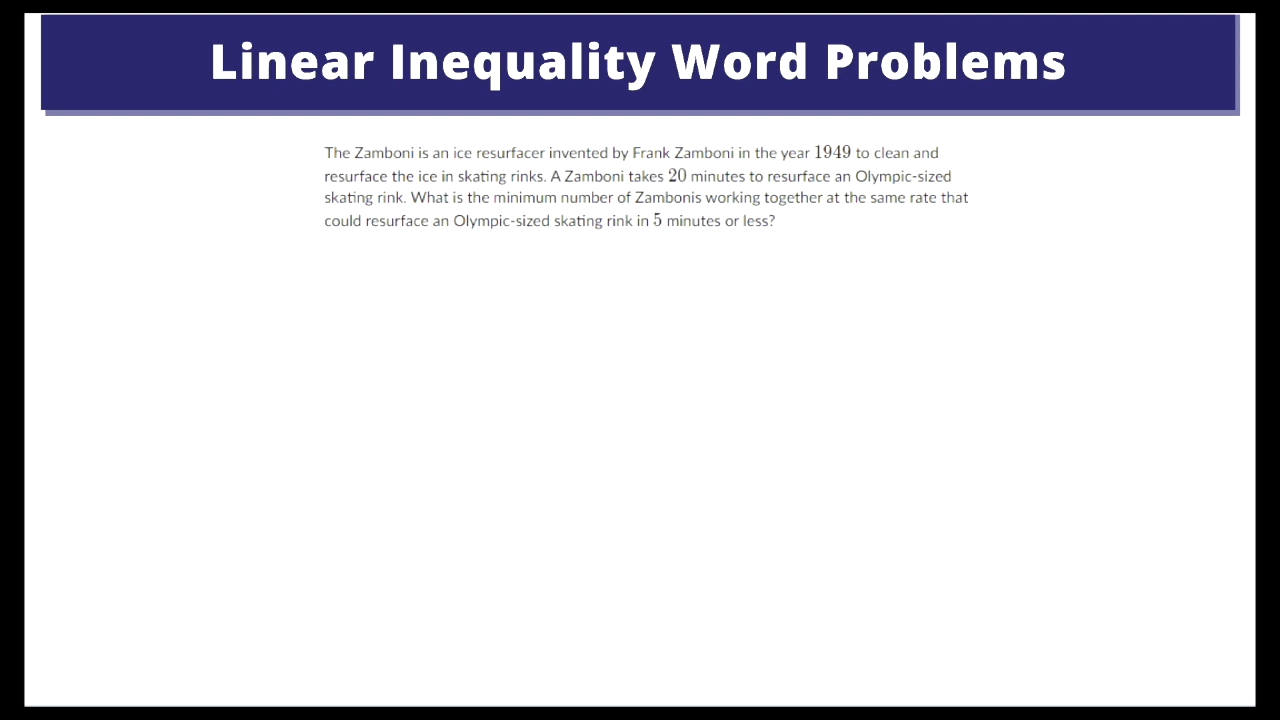 Linear Inequality Word Problems
The Zamboni is an ice resurfacer invented by Frank Zamboni in the year 1949 to clean and
resurface the ice in skating rinks. A Zamboni takes 20 minutes to resurface an Olympic-sized
skating rink. What is the minimum number of Zambonis working together at the same rate that
could resurface an Olympic-sized skating rink in 5 minutes or less?